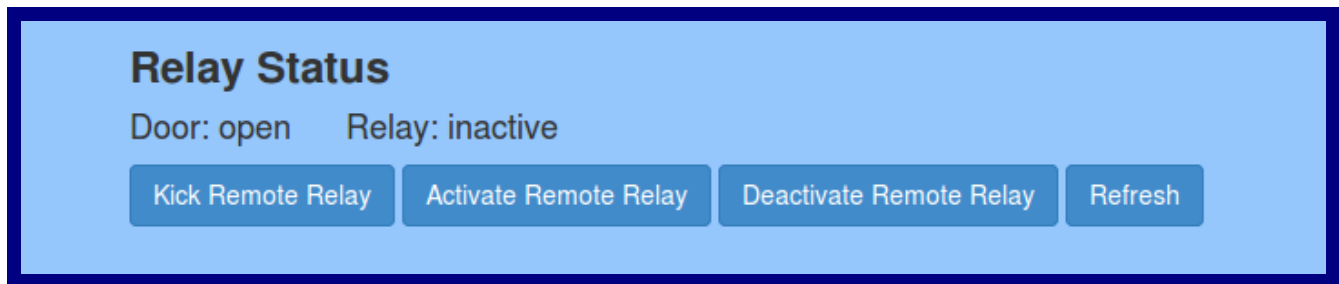 Relay Status
Door: open Relay: inactive
Kick Remote Relay Activate Remote Relay Deactivate Remote Relay Refresh